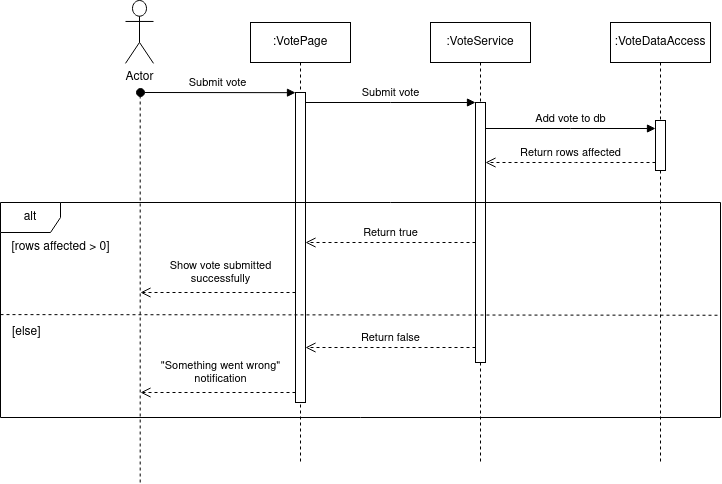 :VotePage
:VoteService
:VoteDataAccess
Actor
Submit vote
Submit vote
Add vote to db
Return rows affected
alt
[rows affected > 0]
Return true
Show vote submitted
successfully
[else]
Return false
"Something went wrong"
notification